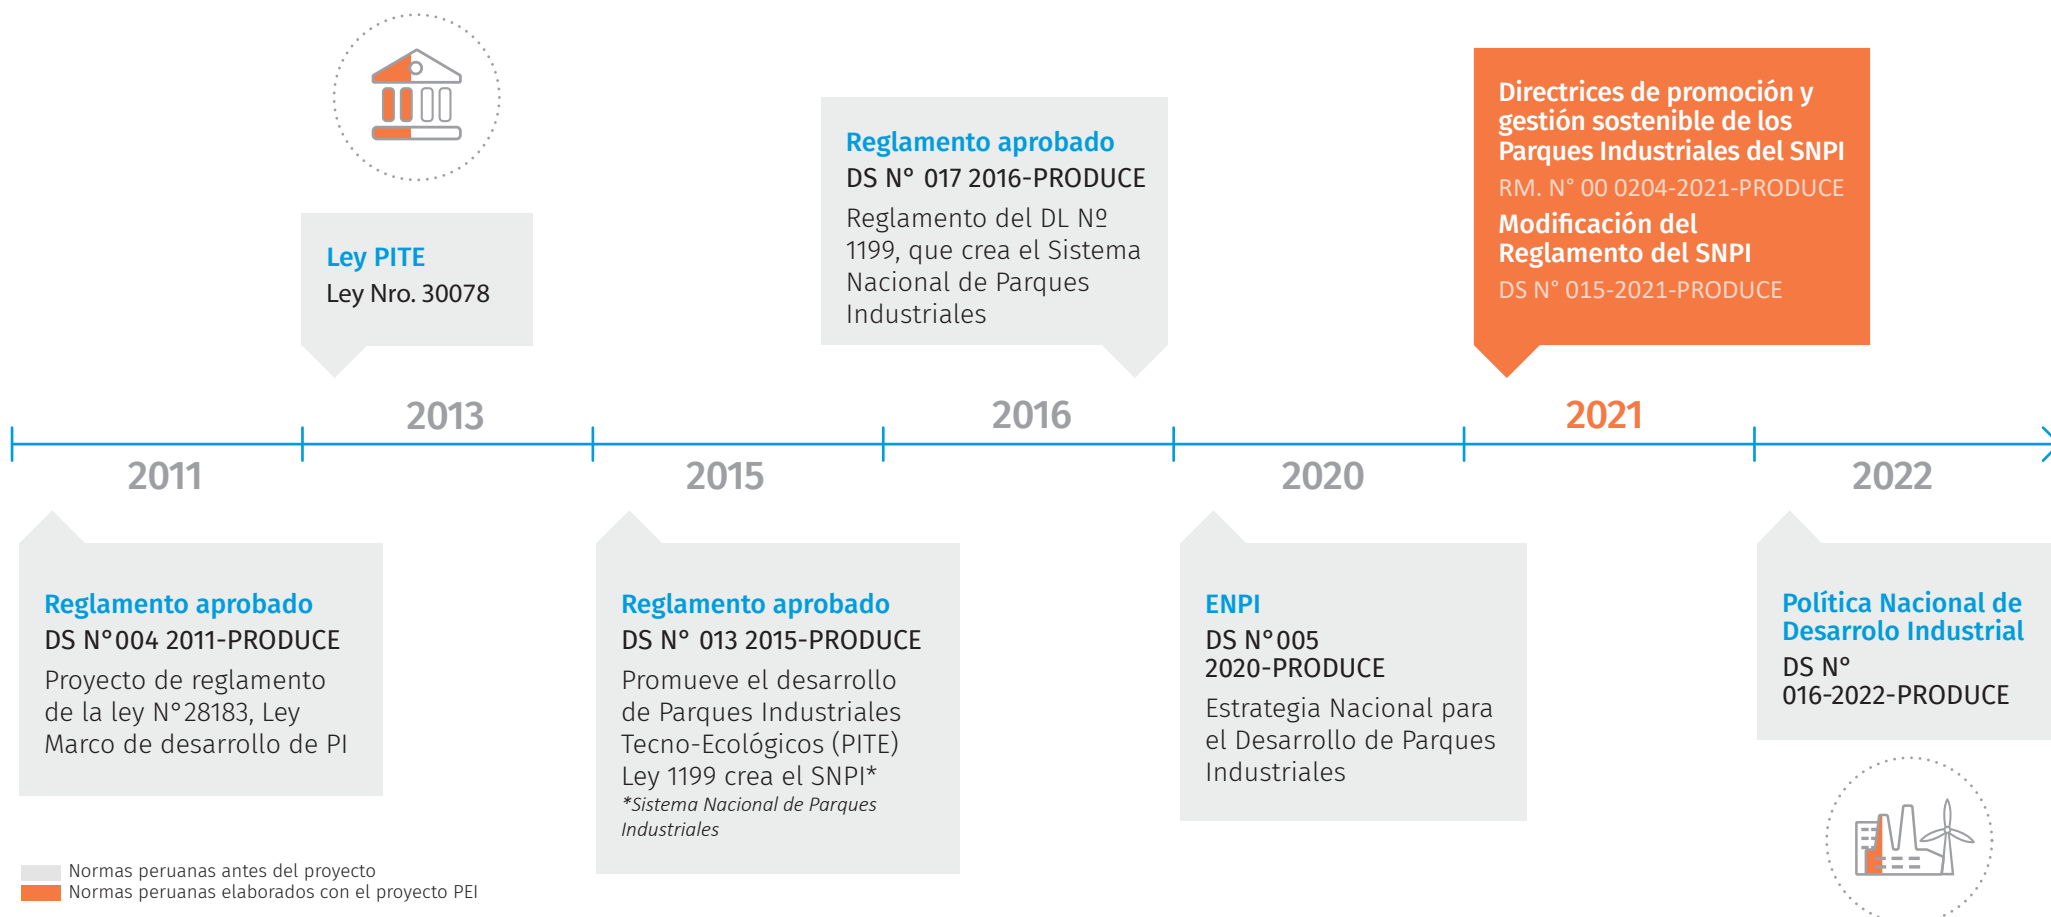 Ley PITE
Ley Nro. 30078
Reglamento aprobado
DS N° 017 2016-PRODUCE
Reglamento del DL Nº
1199, que crea el Sistema
Nacional de Parques
Industriales
Directrices de promoción y
gestión sostenible de los
Parques Industriales del SNPI
RM. N° 00 0204-2021-PRODUCE
Modificación del
Reglamento del SNPI
DS N° 015-2021-PRODUCE
2013
2016
2021
2011
2015
2020
2022
Reglamento aprobado
DS N°004 2011-PRODUCE
Proyecto de reglamento
de la ley N°28183, Ley
Marco de desarrollo de PI
Reglamento aprobado
DS N° 013 2015-PRODUCE
Promueve el desarrollo
de Parques Industriales
Tecno-Ecológicos (PITE)
Ley 1199 crea el SNPI*
*Sistema Nacional de Parques
Industriales
ENPI
DS N°005
2020-PRODUCE
Estrategia Nacional para
el Desarrollo de Parques
Industriales
Política Nacional de
Desarrolo Industrial
DS N°
016-2022-PRODUCE
Normas peruanas antes del proyecto
Normas peruanas elaborados con el proyecto PEI